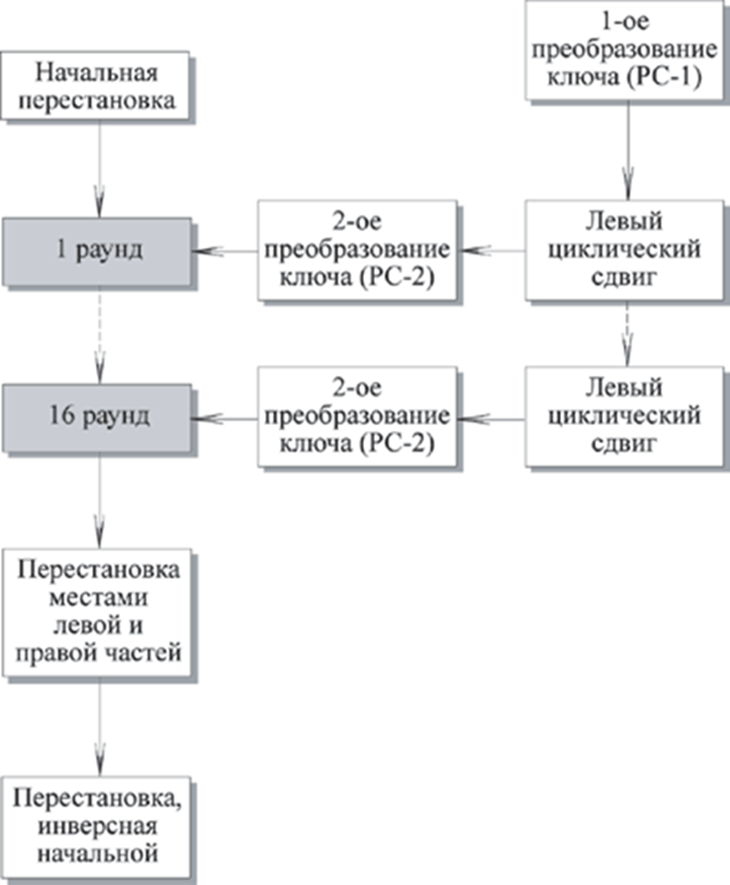 1-ое
преобразование
ключа (PC-1)
Начальная
перестановка
1 раунд
2-ое
преобразование
ключа (PC-2)
Левый
циклический
сдвиг
16 раунд
2-ое
преобразование
ключа (PC-2)
Левый
циклический
сдвиг
Перестановка
местами
левой и
правой частей
Перестановка,
инверсная
начальной